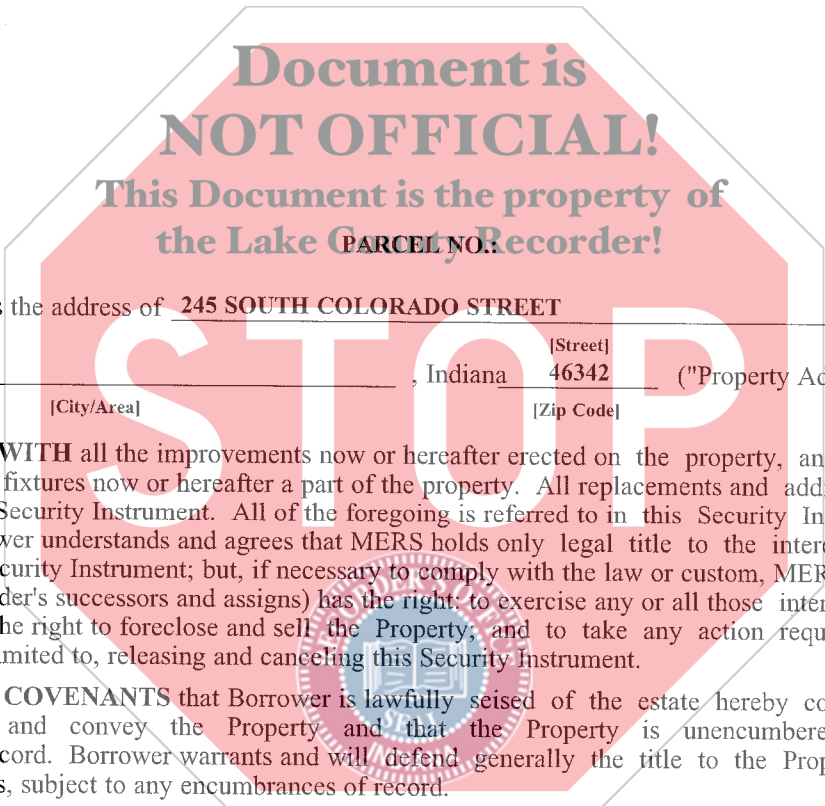 Document is
NOT OFFICIAL!
This Document is the property of
the Lake County Recorder!
PARCEL NO.:
s the address of 245 SOUTH COLORADO STREET
[Street]
, Indiana 46342 ("Property Ad
[City/Area] [Zip Code]
STOP
WITH all the improvements now or hereafter erected on the property, an
fixtures now or hereafter a part of the property. All replacements and addi
Security Instrument. All of the foregoing is referred to in this Security In
wer understands and agrees that MERS holds only legal title to the intere
curity Instrument; but, if necessary to comply with the law or custom, MER
der's successors and assigns) has the right: to exercise any or all those inter
he right to foreclose and sell the Property; and to take any action requ
mited to, releasing and canceling this Security Instrument.
COVENANTS that Borrower is lawfully seised of the estate hereby co
and convey the Property and that the Property is unencumbere
cord. Borrower warrants and will defend generally the title to the Prop
s, subject to any encumbrances of record.
SEAL
INDIANA